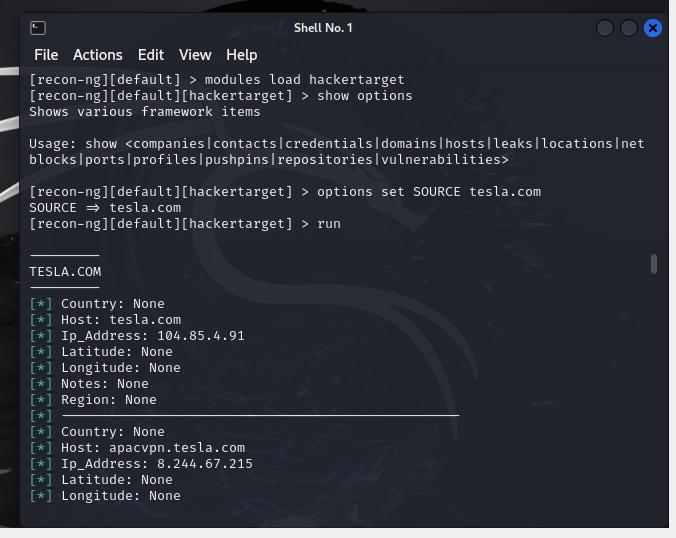 Shell No. 1
File Actions Edit View Help
[recon-ng][default] > modules load hackertarget
[recon-ng][default][hackertarget] > show options
Shows various framework items
Usage: show <companies|contacts|credentials|domains|hosts|leaks|locations|net
blocks|ports|profiles|pushpins|repositories|vulnerabilities>
[recon-ng][default][hackertarget] > options set SOURCE tesla.com
SOURCE => tesla.com
[recon-ng][default][hackertarget] > run
---------
TESLA.COM
---------
[*] Country: None
[*] Host: tesla.com
[*] Ip_Address: 104.85.4.91
[*] Latitude: None
[*] Longitude: None
[*] Notes: None
[*] Region: None
[*] --------------------------------------------------
[*] Country: None
[*] Host: apacvpn.tesla.com
[*] Ip_Address: 8.244.67.215
[*] Latitude: None
[*] Longitude: None